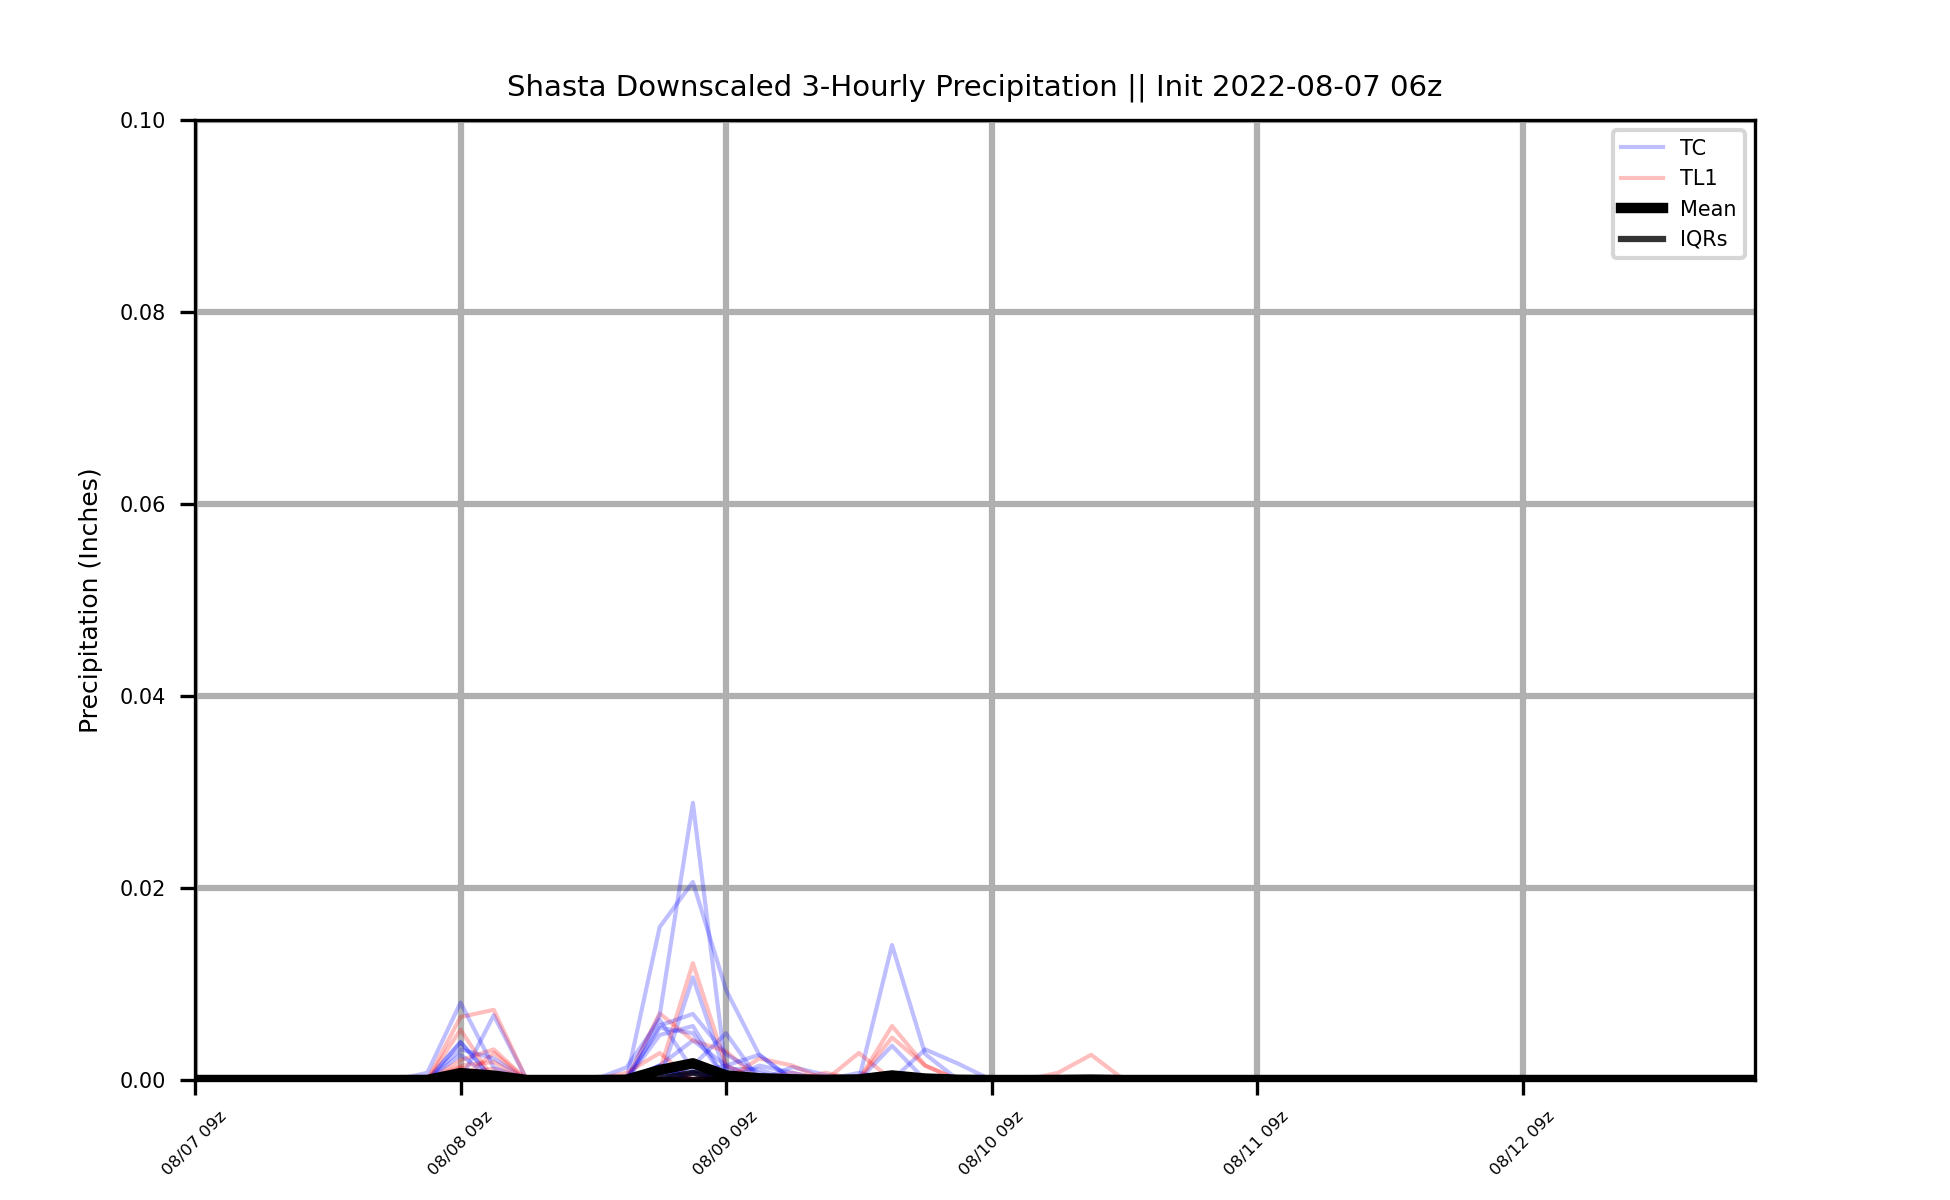 Shasta Downscaled 3-Hourly Precipitation || Init 2022-08-07 06z
Precipitation (Inches)
0.10
0.08
0.06
0.04
0.02
0.00
TC
TL1
Mean
IQRs
08/07 09z
08/08 09z
08/09 09z
08/10 09z
08/11 09z
08/12 09z